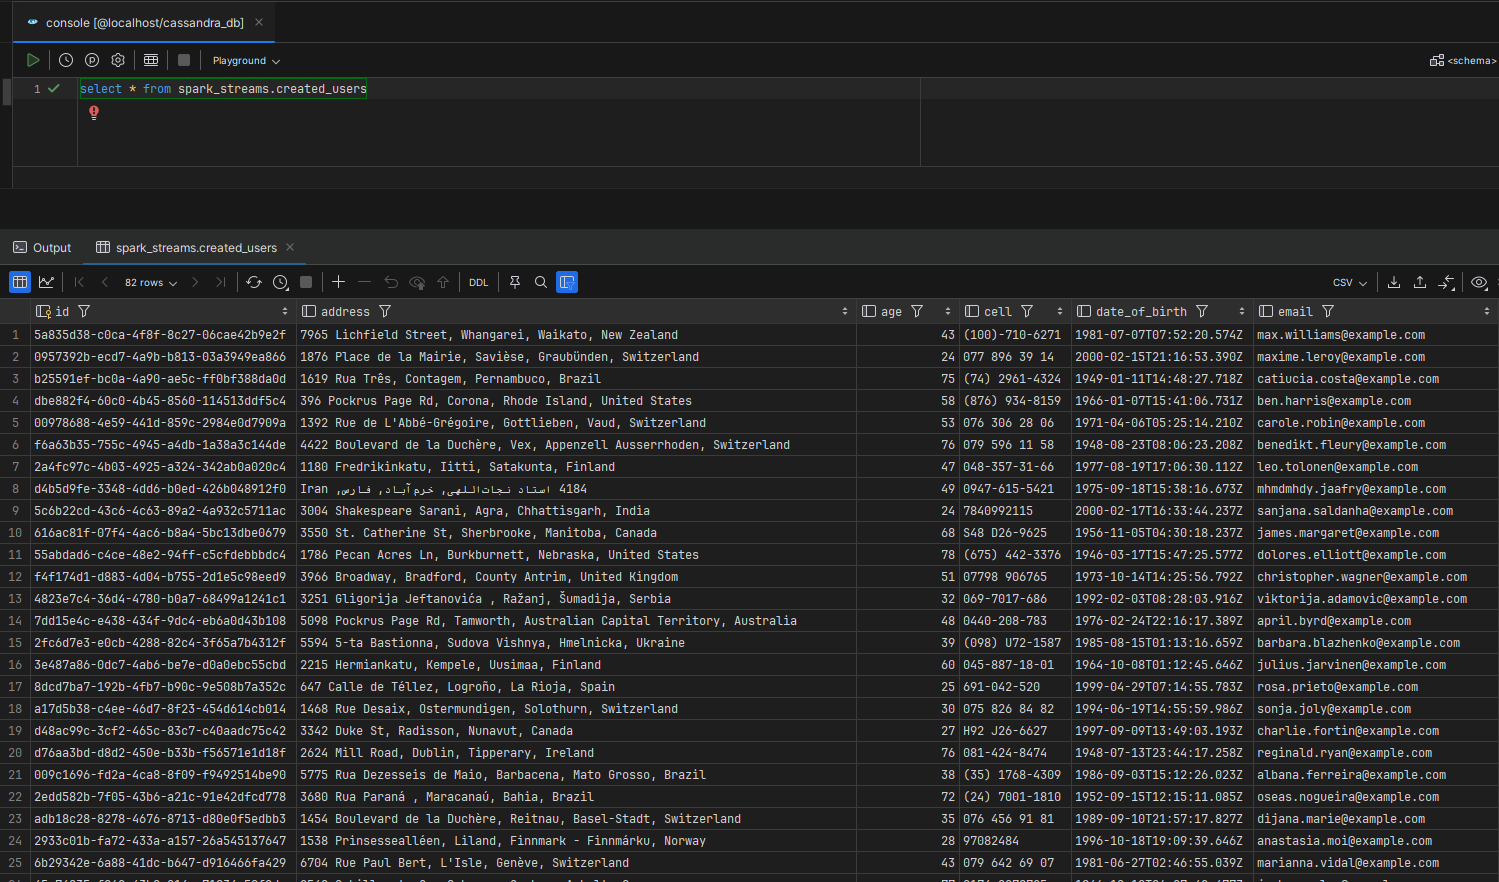 console [@localhost/cassandra_db]
Playground
<schema>
1 select * from spark_streams.created_users
Output spark_streams.created_users
82 rows DDL CSV
id address age cell date_of_birth email
1 5a835d38-c0ca-4f8f-8c27-06cae42b9e2f 7965 Lichfield Street, Whangarei, Waikato, New Zealand 43 (100)-710-6271 1981-07-07T07:52:20.574Z max.williams@example.com
2 0957392b-ecd7-4a9b-b813-03a3949ea866 1876 Place de la Mairie, Savièse, Graubünden, Switzerland 24 077 896 39 14 2000-02-15T21:16:53.390Z maxime.leroy@example.com
3 b25591ef-bc0a-4a90-ae5c-ff0bf388da0d 1619 Rua Três, Contagem, Pernambuco, Brazil 75 (74) 2961-4324 1949-01-11T14:48:27.718Z catiucia.costa@example.com
4 dbe882f4-60c0-4b45-8560-114513ddf5c4 396 Pockrus Page Rd, Corona, Rhode Island, United States 58 (876) 934-8159 1966-01-07T15:41:06.731Z ben.harris@example.com
5 00978688-4e59-441d-859c-2984e0d7909a 1392 Rue de L'Abbé-Grégoire, Gottlieben, Vaud, Switzerland 53 076 306 28 06 1971-04-06T05:25:14.210Z carole.robin@example.com
6 f6a63b35-755c-4945-a4db-1a38a3c144de 4422 Boulevard de la Duchère, Vex, Appenzell Ausserrhoden, Switzerland 76 079 596 11 58 1948-08-23T08:06:23.208Z benedikt.fleury@example.com
7 2a4fc97c-4b03-4925-a324-342ab0a020c4 1180 Fredrikinkatu, Iitti, Satakunta, Finland 47 048-357-31-66 1977-08-19T17:06:30.112Z leo.tolonen@example.com
8 d4b5d9fe-3348-4dd6-b0ed-426b048912f0 4184 استاد نجات‌اللهی, خرم‌آباد, فارس, Iran 49 0947-615-5421 1975-09-18T15:38:16.673Z mhmdmhdy.jaafry@example.com
9 5c6b22cd-43c6-4c63-89a2-4a932c5711ac 3004 Shakespeare Sarani, Agra, Chhattisgarh, India 24 7840992115 2000-02-17T16:33:44.237Z sanjana.saldanha@example.com
10 616ac81f-07f4-4ac6-b8a4-5bc13dbe0679 3550 St. Catherine St, Sherbrooke, Manitoba, Canada 68 S48 D26-9625 1956-11-05T04:30:18.237Z james.margaret@example.com
11 55abdad6-c4ce-48e2-94ff-c5cfdebbbdc4 1786 Pecan Acres Ln, Burkburnett, Nebraska, United States 78 (675) 442-3376 1946-03-17T15:47:25.577Z dolores.elliott@example.com
12 f4f174d1-d883-4d04-b755-2d1e5c98eed9 3966 Broadway, Bradford, County Antrim, United Kingdom 51 07798 906765 1973-10-14T14:25:56.792Z christopher.wagner@example.com
13 4823e7c4-36d4-4780-b0a7-68499a1241c1 3251 Gligorija Jeftanovića , Ražanj, Šumadija, Serbia 32 069-7017-686 1992-02-03T08:28:03.916Z viktorija.adamovic@example.com
14 7dd15e4c-e438-434f-9dc4-eb6a0d43b108 5098 Pockrus Page Rd, Tamworth, Australian Capital Territory, Australia 48 0440-208-783 1976-02-24T22:16:17.389Z april.byrd@example.com
15 2fc6d7e3-e0cb-4288-82c4-3f65a7b4312f 5594 5-ta Bastionna, Sudova Vishnya, Hmelnicka, Ukraine 39 (098) U72-1587 1985-08-15T01:13:16.659Z barbara.blazhenko@example.com
16 3e487a86-0dc7-4ab6-be7e-d0a0ebc55cbd 2215 Hermiankatu, Kempele, Uusimaa, Finland 60 045-887-18-01 1964-10-08T01:12:45.646Z julius.jarvinen@example.com
17 8dcd7ba7-192b-4fb7-b90c-9e508b7a352c 647 Calle de Téllez, Logroño, La Rioja, Spain 25 691-042-520 1999-04-29T07:14:55.783Z rosa.prieto@example.com
18 a17d5b38-c4ee-46d7-8f23-454d614cb014 1468 Rue Desaix, Ostermundigen, Solothurn, Switzerland 30 075 826 84 82 1994-06-19T14:55:59.986Z sonja.joly@example.com
19 d48ac99c-3cf2-465c-83c7-c40aadc75c42 3342 Duke St, Radisson, Nunavut, Canada 27 H92 J26-6627 1997-09-09T13:49:03.193Z charlie.fortin@example.com
20 d76aa3bd-d8d2-450e-b33b-f56571e1d18f 2624 Mill Road, Dublin, Tipperary, Ireland 76 081-424-8474 1948-07-13T23:44:17.258Z reginald.ryan@example.com
21 009c1696-fd2a-4ca8-8f09-f9492514be90 5775 Rua Dezesseis de Maio, Barbacena, Mato Grosso, Brazil 38 (35) 1768-4309 1986-09-03T15:12:26.023Z albana.ferreira@example.com
22 2edd582b-7f05-43b6-a21c-91e42dfcd778 3680 Rua Paraná , Maracanaú, Bahia, Brazil 72 (24) 7001-1810 1952-09-15T12:15:11.085Z oseas.nogueira@example.com
23 adb18c28-8278-4676-8713-d80e0f5edbb3 1454 Boulevard de la Duchère, Reitnau, Basel-Stadt, Switzerland 35 076 456 91 81 1989-09-10T21:57:17.827Z dijana.marie@example.com
24 2933c01b-fa72-433a-a157-26a545137647 1538 Prinsessealléen, Liland, Finnmark - Finnmárku, Norway 28 97082484 1996-10-18T19:09:39.646Z anastasia.moi@example.com
25 6b29342e-6a88-41dc-b647-d916466fa429 6704 Rue Paul Bert, L'Isle, Genève, Switzerland 43 079 642 69 07 1981-06-27T02:46:55.039Z marianna.vidal@example.com